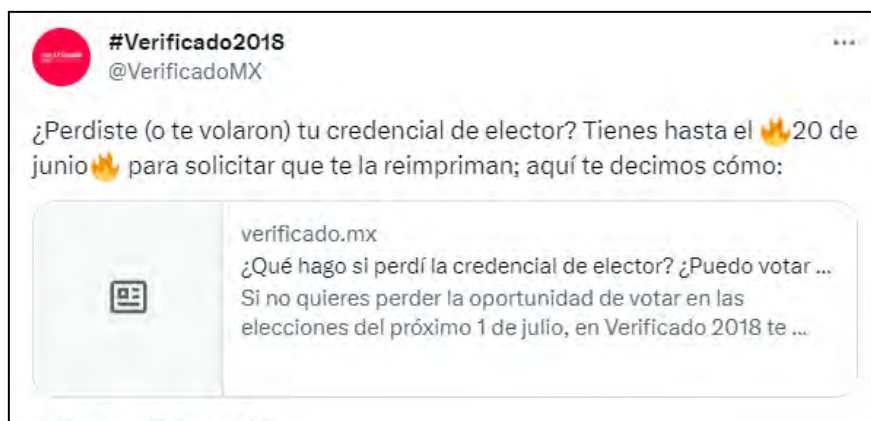 #Verificado2018
@VerificadoMX
¿Perdiste (o te volaron) tu credencial de elector? Tienes hasta el 🔥20 de
junio🔥 para solicitar que te la reimpriman; aquí te decimos cómo:
verificado.mx
¿Qué hago si perdí la credencial de elector? ¿Puedo votar ...
Si no quieres perder la oportunidad de votar en las
elecciones del próximo 1 de julio, en Verificado 2018 te ...